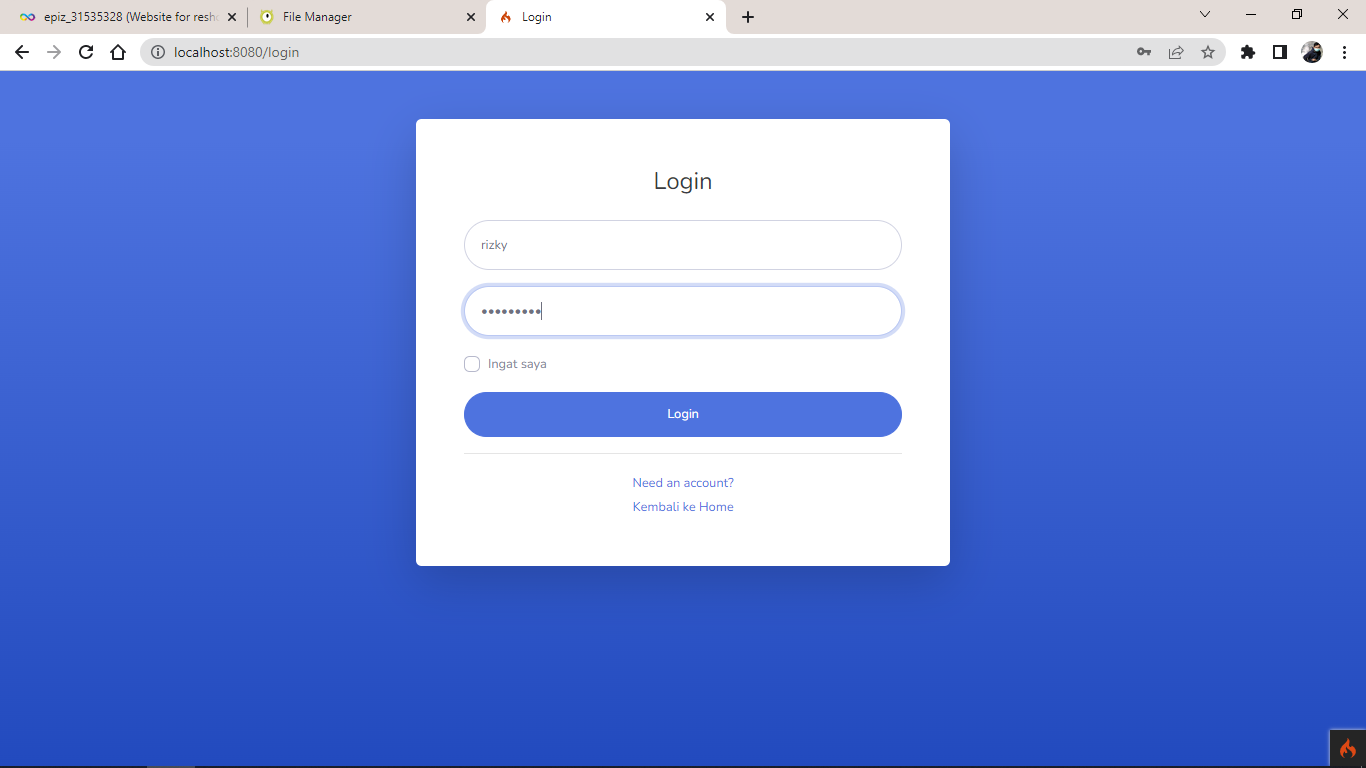 epiz_31535328 (Website for resh
File Manager
Login
localhost:8080/login
Login
rizky
•••••••••
Ingat saya
Login
Need an account?
Kembali ke Home